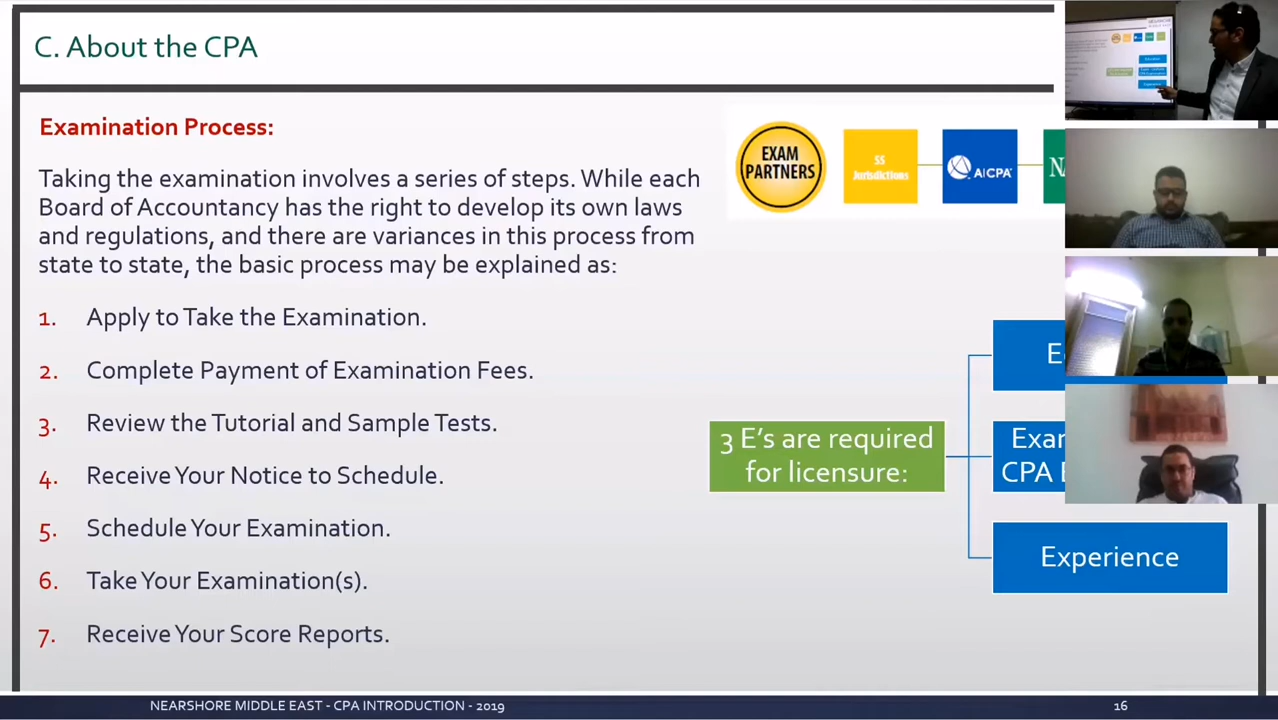 C. About the CPA
Examination Process:
Taking the examination involves a series of steps. While each
Board of Accountancy has the right to develop its own laws
and regulations, and there are variances in this process from
state to state, the basic process may be explained as:
1. Apply to Take the Examination.
2. Complete Payment of Examination Fees.
3. Review the Tutorial and Sample Tests.
4. Receive Your Notice to Schedule.
5. Schedule Your Examination.
6. Take Your Examination(s).
7. Receive Your Score Reports.
EXAM
PARTNERS
55
Jurisdictions
AICPA
3 E's are required
for licensure:
CPA
Experience
NEARSHORE MIDDLE EAST - CPA INTRODUCTION - 2019
16